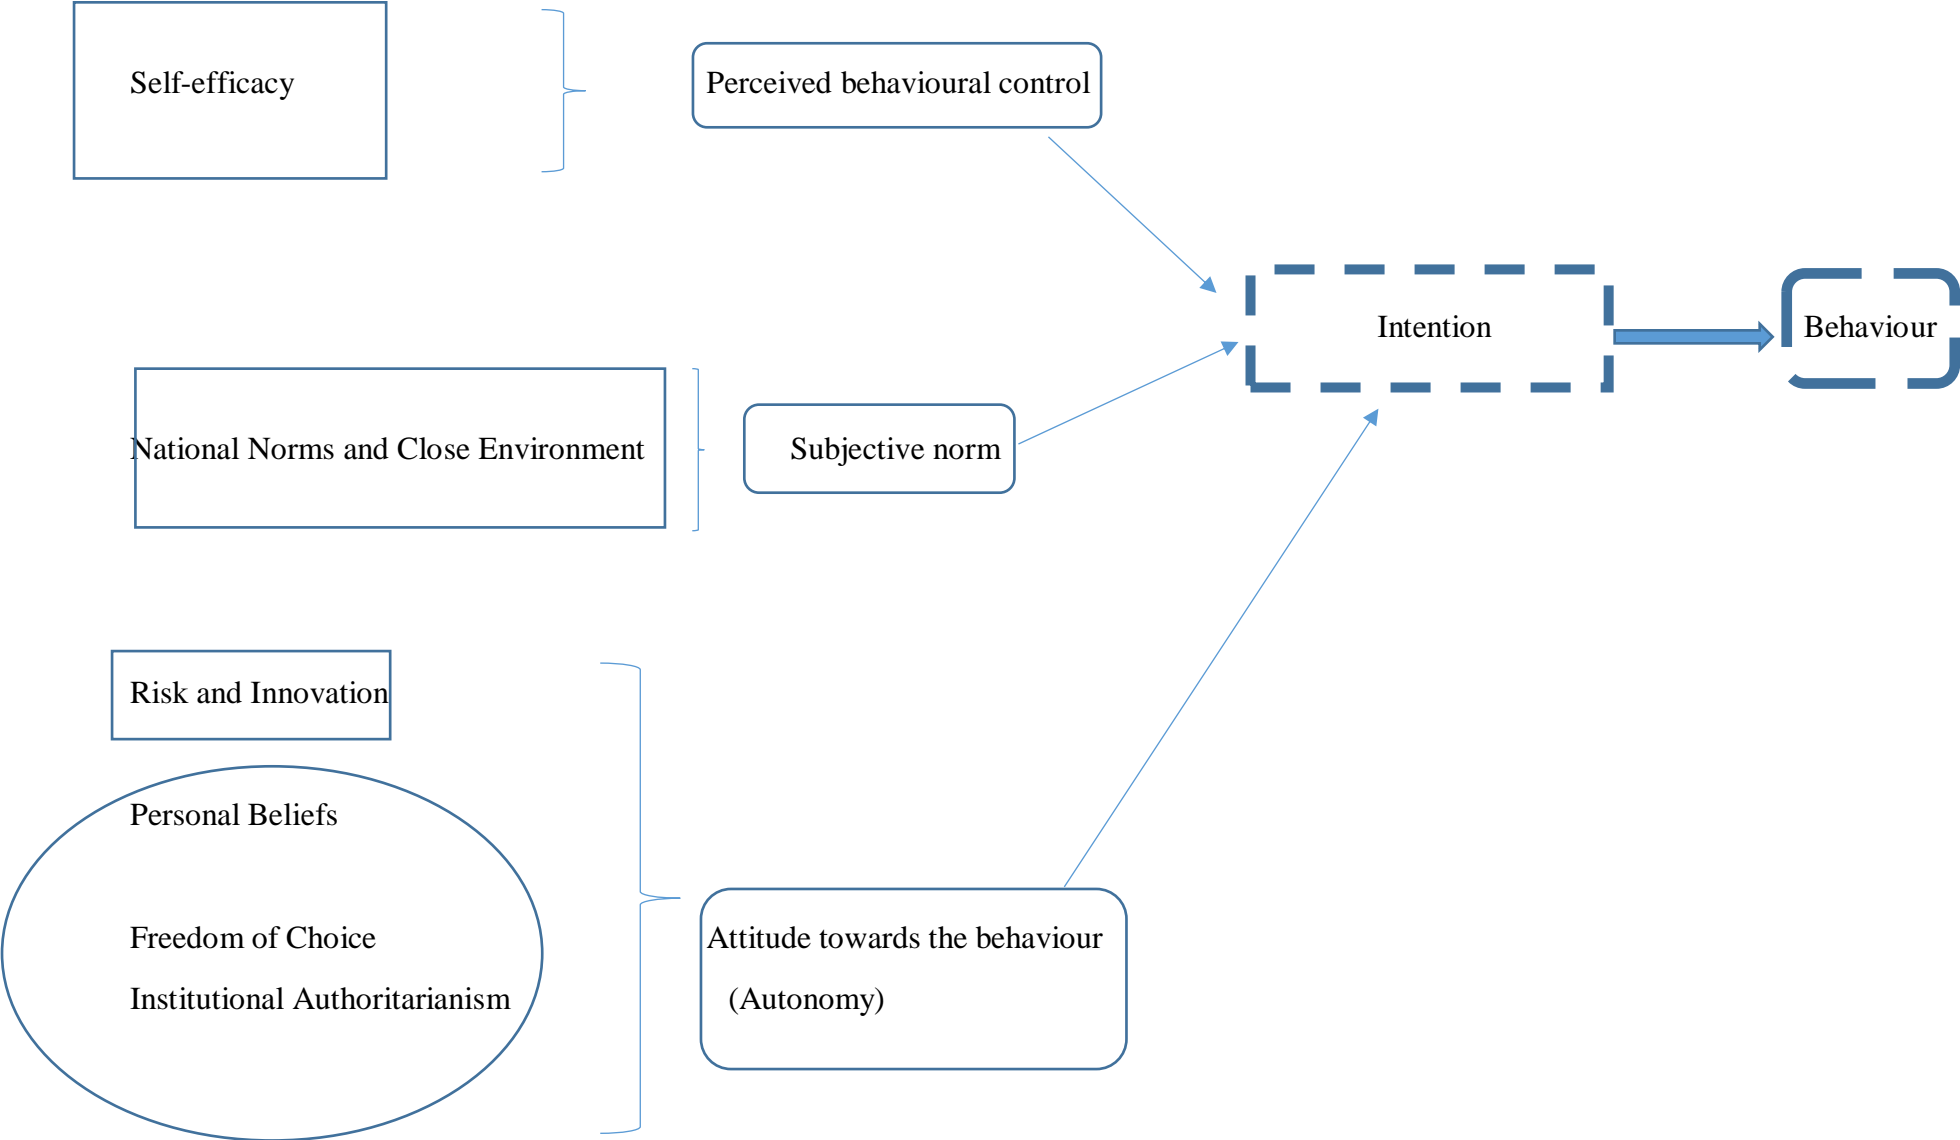 Self-efficacy
Perceived behavioural control
Intention
Behaviour
National Norms and Close Environment
Subjective norm
Risk and Innovation
Personal Beliefs
Freedom of Choice
Institutional Authoritarianism
Attitude towards the behaviour
(Autonomy)